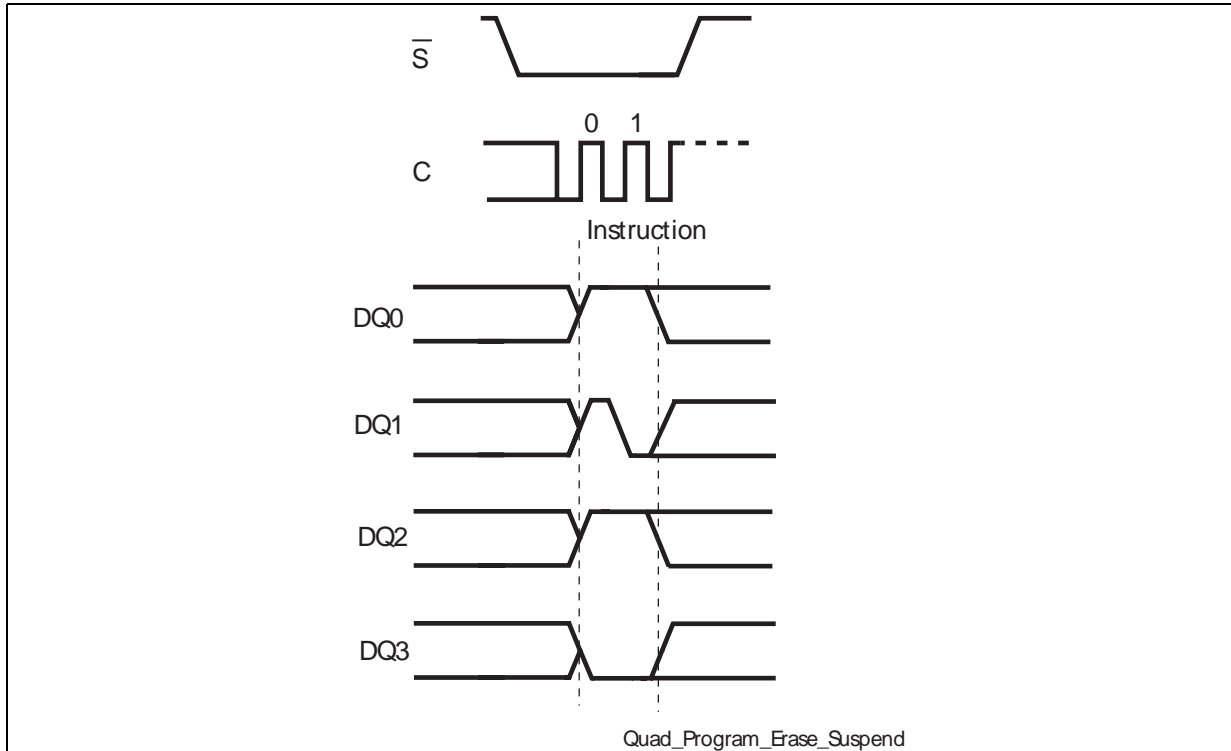 S̅
0 1
C
Instruction
DQ0
DQ1
DQ2
DQ3
Quad_Program_Erase_Suspend